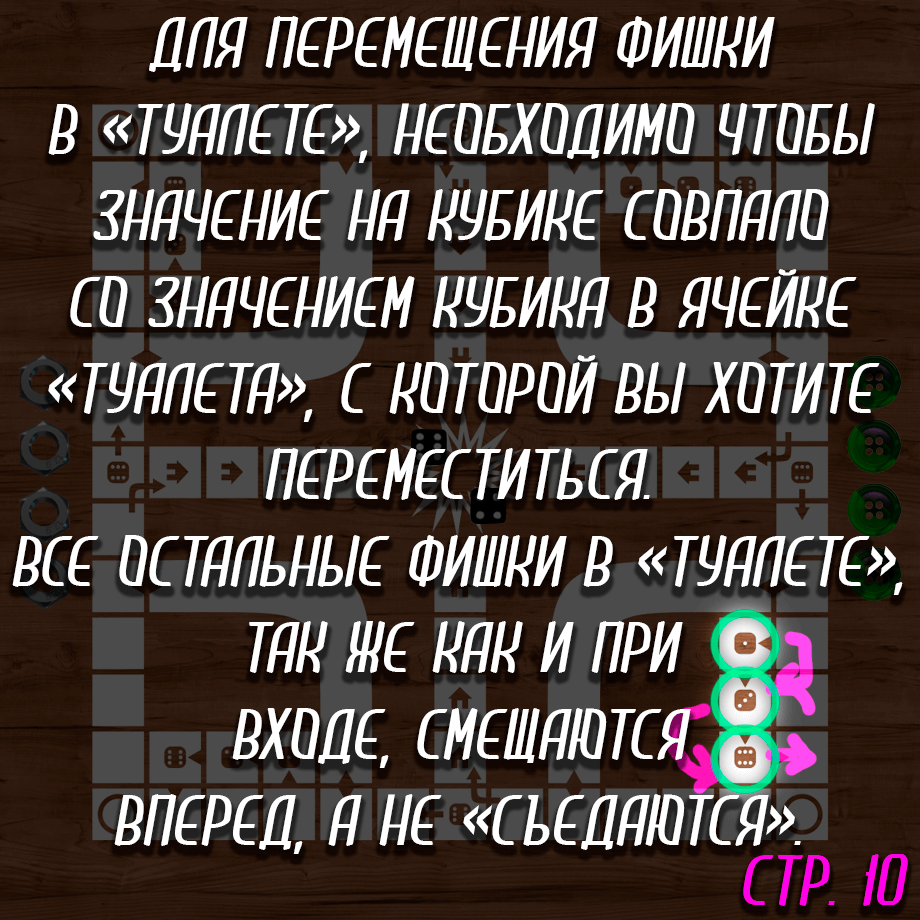 ДЛЯ ПЕРЕМЕЩЕНИЯ ФИШКИ
В «ТУАЛЕТЕ», НЕОБХОДИМО ЧТОБЫ
ЗНАЧЕНИЕ НА КУБИКЕ СОВПАЛО
СО ЗНАЧЕНИЕМ КУБИКА В ЯЧЕЙКЕ
«ТУАЛЕТА», С КОТОРОЙ ВЫ ХОТИТЕ
ПЕРЕМЕСТИТЬСЯ.
ВСЕ ОСТАЛЬНЫЕ ФИШКИ В «ТУАЛЕТЕ»,
ТАК ЖЕ КАК И ПРИ
ВХОДЕ, СМЕЩАЮТСЯ
ВПЕРЕД, А НЕ «СЪЕДАЮТСЯ».
СТР. 10